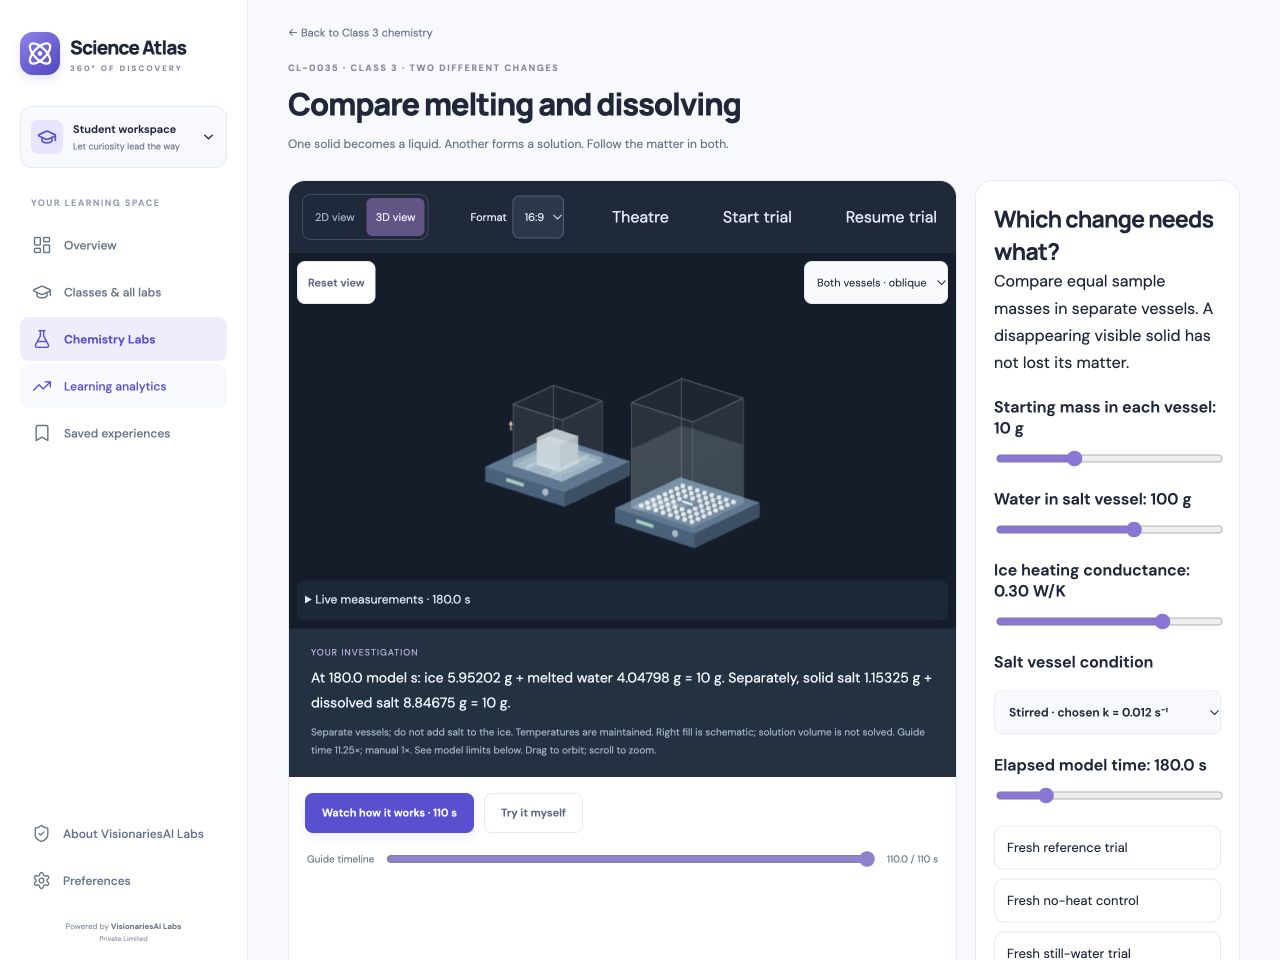 Science Atlas
360° OF DISCOVERY
Student workspace
Let curiosity lead the way
YOUR LEARNING SPACE
Overview
Classes & all labs
Chemistry Labs
Learning analytics
Saved experiences
About VisionariesAI Labs
Preferences
Powered by VisionariesAI Labs
Private Limited
← Back to Class 3 chemistry
CL-0035 · CLASS 3 · TWO DIFFERENT CHANGES
Compare melting and dissolving
One solid becomes a liquid. Another forms a solution. Follow the matter in both.
2D view
3D view
Format
16:9
Theatre
Start trial
Resume trial
Reset view
Both vessels · oblique
Live measurements · 180.0 s
YOUR INVESTIGATION
At 180.0 model s: ice 5.95202 g + melted water 4.04798 g = 10 g. Separately, solid salt 1.15325 g +
dissolved salt 8.84675 g = 10 g.
Separate vessels; do not add salt to the ice. Temperatures are maintained. Right fill is schematic; solution volume is not solved. Guide
time 11.25×; manual 1×. See model limits below. Drag to orbit; scroll to zoom.
Watch how it works · 110 s
Try it myself
Guide timeline
110.0 / 110 s
Which change needs
what?
Compare equal sample
masses in separate vessels. A
disappearing visible solid has
not lost its matter.
Starting mass in each vessel:
10 g
Water in salt vessel: 100 g
Ice heating conductance:
0.30 W/K
Salt vessel condition
Stirred · chosen k = 0.012 s⁻¹
Elapsed model time: 180.0 s
Fresh reference trial
Fresh no-heat control
Fresh still-water trial